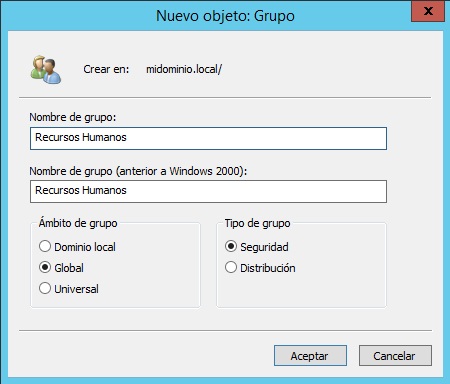 Nuevo objeto: Grupo
x
Crear en: midominio.local/
Nombre de grupo:
Recursos Humanos
Nombre de grupo (anterior a Windows 2000):
Recursos Humanos
Ámbito de grupo
Dominio local
Global
Universal
Tipo de grupo
Seguridad
Distribución
Aceptar
Cancelar